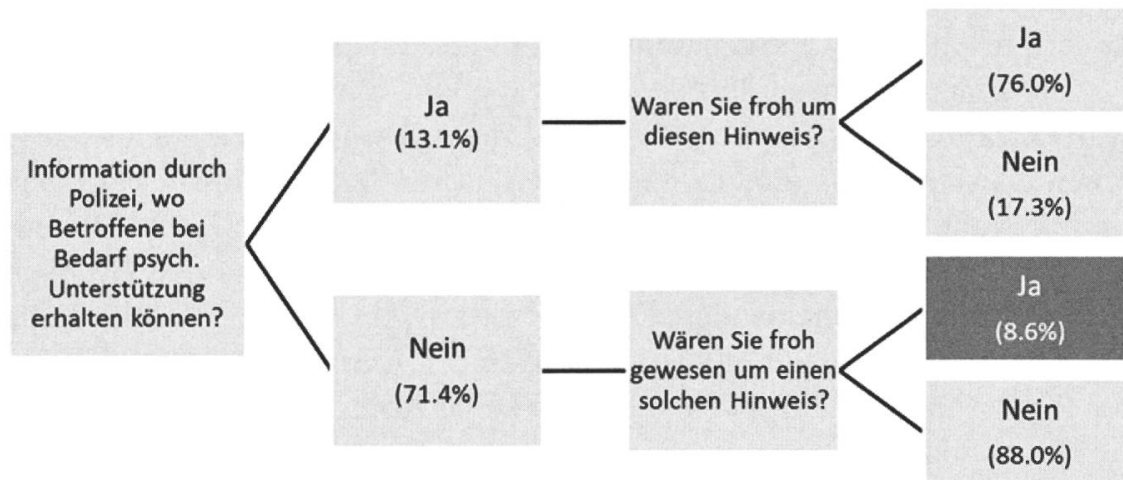 Information durch
Polizei, wo
Betroffene bei
Bedarf psych.
Unterstützung
erhalten können?
Ja
(13.1%)
Waren Sie froh um
diesen Hinweis?
Ja
(76.0%)
Nein
(17.3%)
Nein
(71.4%)
Wären Sie froh
gewesen um einen
solchen Hinweis?
Ja
(8.6%)
Nein
(88.0%)